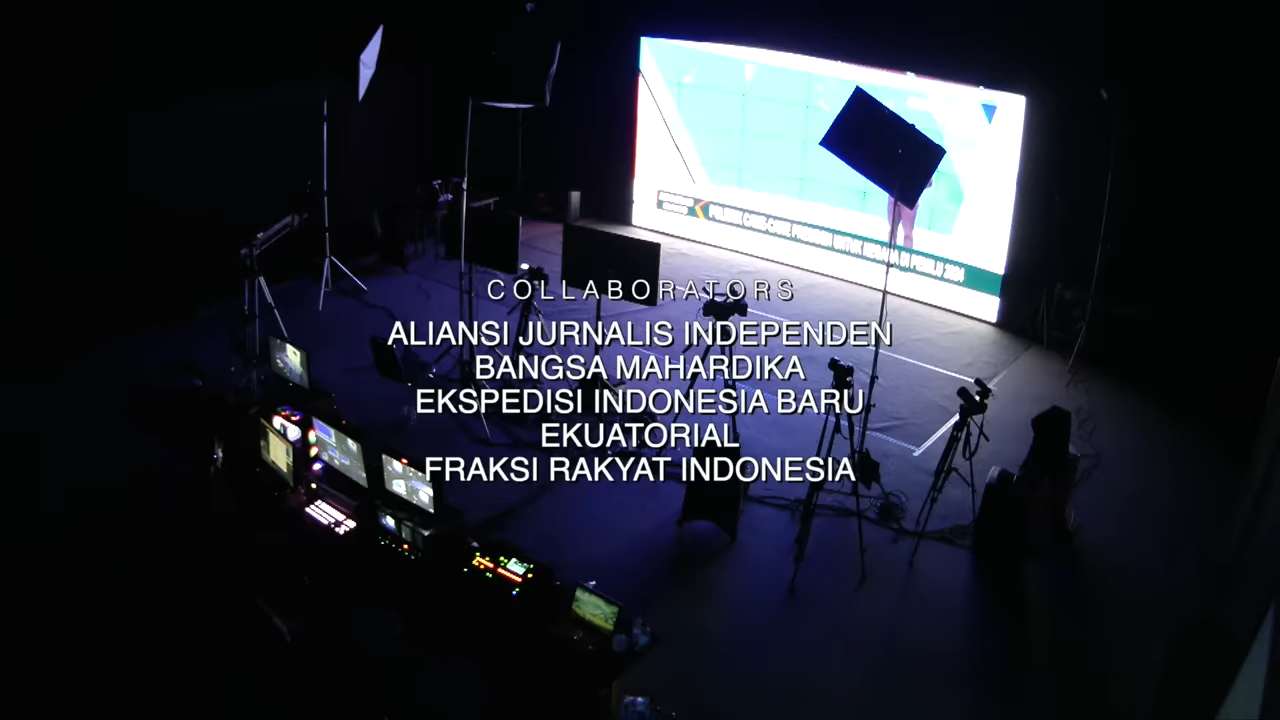 COLLABORATORS
ALIANSI JURNALIS INDEPENDEN
BANGSA MAHARDIKA
EKSPEDISI INDONESIA BARU
EKUATORIAL
FRAKSI RAKYAT INDONESIA